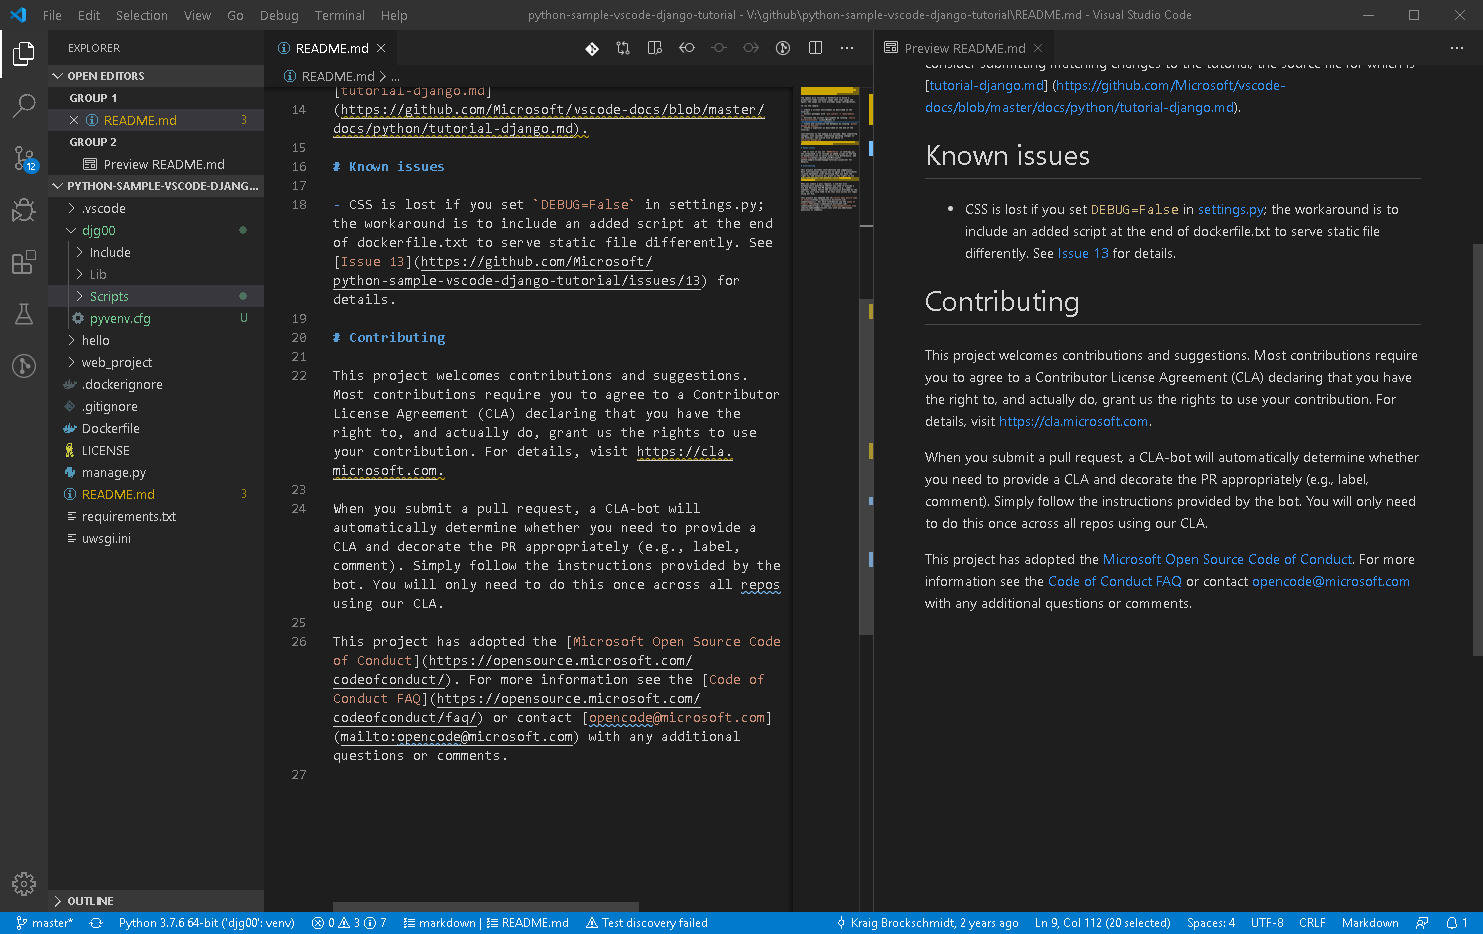 File Edit Selection View Go Debug Terminal Help
python-sample-vscode-django-tutorial - V:\github\python-sample-vscode-django-tutorial\README.md - Visual Studio Code
EXPLORER
OPEN EDITORS
GROUP 1
README.md 3
GROUP 2
Preview README.md
12
PYTHON-SAMPLE-VSCODE-DJANG...
.vscode
djg00
Include
Lib
Scripts
pyvenv.cfg U
hello
web_project
.dockerignore
.gitignore
Dockerfile
LICENSE
manage.py
README.md 3
requirements.txt
uwsgi.ini
OUTLINE
README.md
README.md > ...
[tutorial-django.md]
14 (https://github.com/Microsoft/vscode-docs/blob/master/
docs/python/tutorial-django.md).
15
16 # Known issues
17
18 - CSS is lost if you set `DEBUG=False` in settings.py;
the workaround is to include an added script at the end
of dockerfile.txt to serve static file differently. See
[Issue 13](https://github.com/Microsoft/
python-sample-vscode-django-tutorial/issues/13) for
details.
19
20 # Contributing
21
22 This project welcomes contributions and suggestions.
Most contributions require you to agree to a Contributor
License Agreement (CLA) declaring that you have the
right to, and actually do, grant us the rights to use
your contribution. For details, visit https://cla.
microsoft.com.
23
24 When you submit a pull request, a CLA-bot will
automatically determine whether you need to provide a
CLA and decorate the PR appropriately (e.g., label,
comment). Simply follow the instructions provided by the
bot. You will only need to do this once across all repos
using our CLA.
25
26 This project has adopted the [Microsoft Open Source Code
of Conduct](https://opensource.microsoft.com/
codeofconduct/). For more information see the [Code of
Conduct FAQ](https://opensource.microsoft.com/
codeofconduct/faq/) or contact [opencode@microsoft.com]
(mailto:opencode@microsoft.com) with any additional
questions or comments.
27
Preview README.md
consider submitting matching changes to the tutorial, the source file for which is
[tutorial-django.md] (https://github.com/Microsoft/vscode-
docs/blob/master/docs/python/tutorial-django.md).
Known issues
• CSS is lost if you set DEBUG=False in settings.py; the workaround is to
include an added script at the end of dockerfile.txt to serve static file
differently. See Issue 13 for details.
Contributing
This project welcomes contributions and suggestions. Most contributions require
you to agree to a Contributor License Agreement (CLA) declaring that you have
the right to, and actually do, grant us the rights to use your contribution. For
details, visit https://cla.microsoft.com.
When you submit a pull request, a CLA-bot will automatically determine whether
you need to provide a CLA and decorate the PR appropriately (e.g., label,
comment). Simply follow the instructions provided by the bot. You will only need
to do this once across all repos using our CLA.
This project has adopted the Microsoft Open Source Code of Conduct. For more
information see the Code of Conduct FAQ or contact opencode@microsoft.com
with any additional questions or comments.
master* Python 3.7.6 64-bit ('djg00': venv) 0 3 7 markdown | README.md Test discovery failed Kraig Brockschmidt, 2 years ago Ln 9, Col 112 (20 selected) Spaces: 4 UTF-8 CRLF Markdown 1